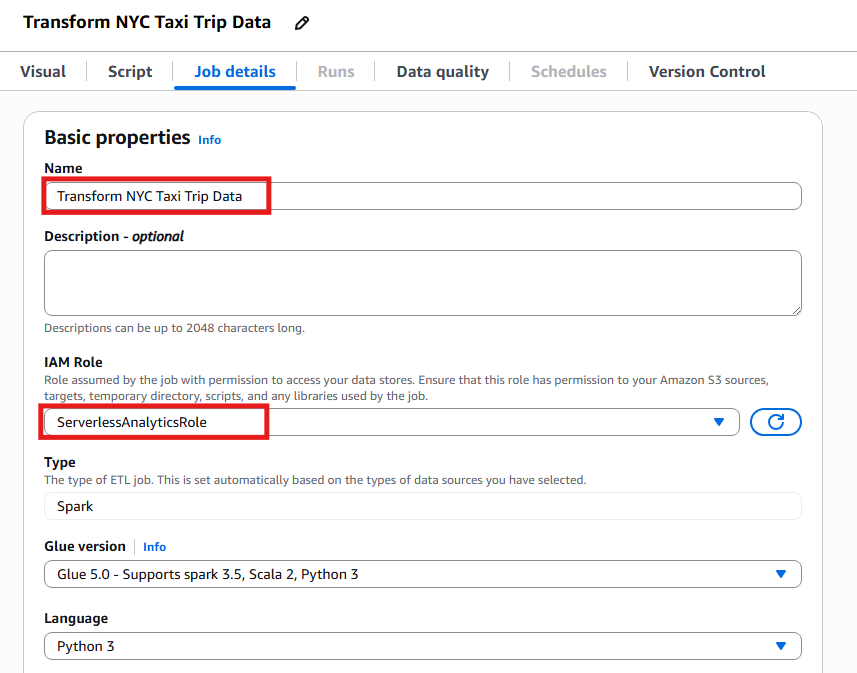 Transform NYC Taxi Trip Data
Visual Script Job details Runs Data quality Schedules Version Control
Basic properties Info
Name
Transform NYC Taxi Trip Data
Description - optional
Descriptions can be up to 2048 characters long.
IAM Role
Role assumed by the job with permission to access your data stores. Ensure that this role has permission to your Amazon S3 sources,
targets, temporary directory, scripts, and any libraries used by the job.
ServerlessAnalyticsRole
Type
The type of ETL job. This is set automatically based on the types of data sources you have selected.
Spark
Glue version Info
Glue 5.0 - Supports spark 3.5, Scala 2, Python 3
Language
Python 3